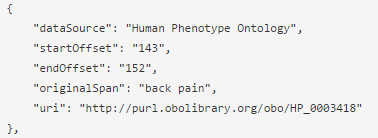 {
"dataSource": "Human Phenotype Ontology",
"startOffset": "143",
"endOffset": "152",
"originalSpan": "back pain",
"uri": "http://purl.obolibrary.org/obo/HP_0003418"
},